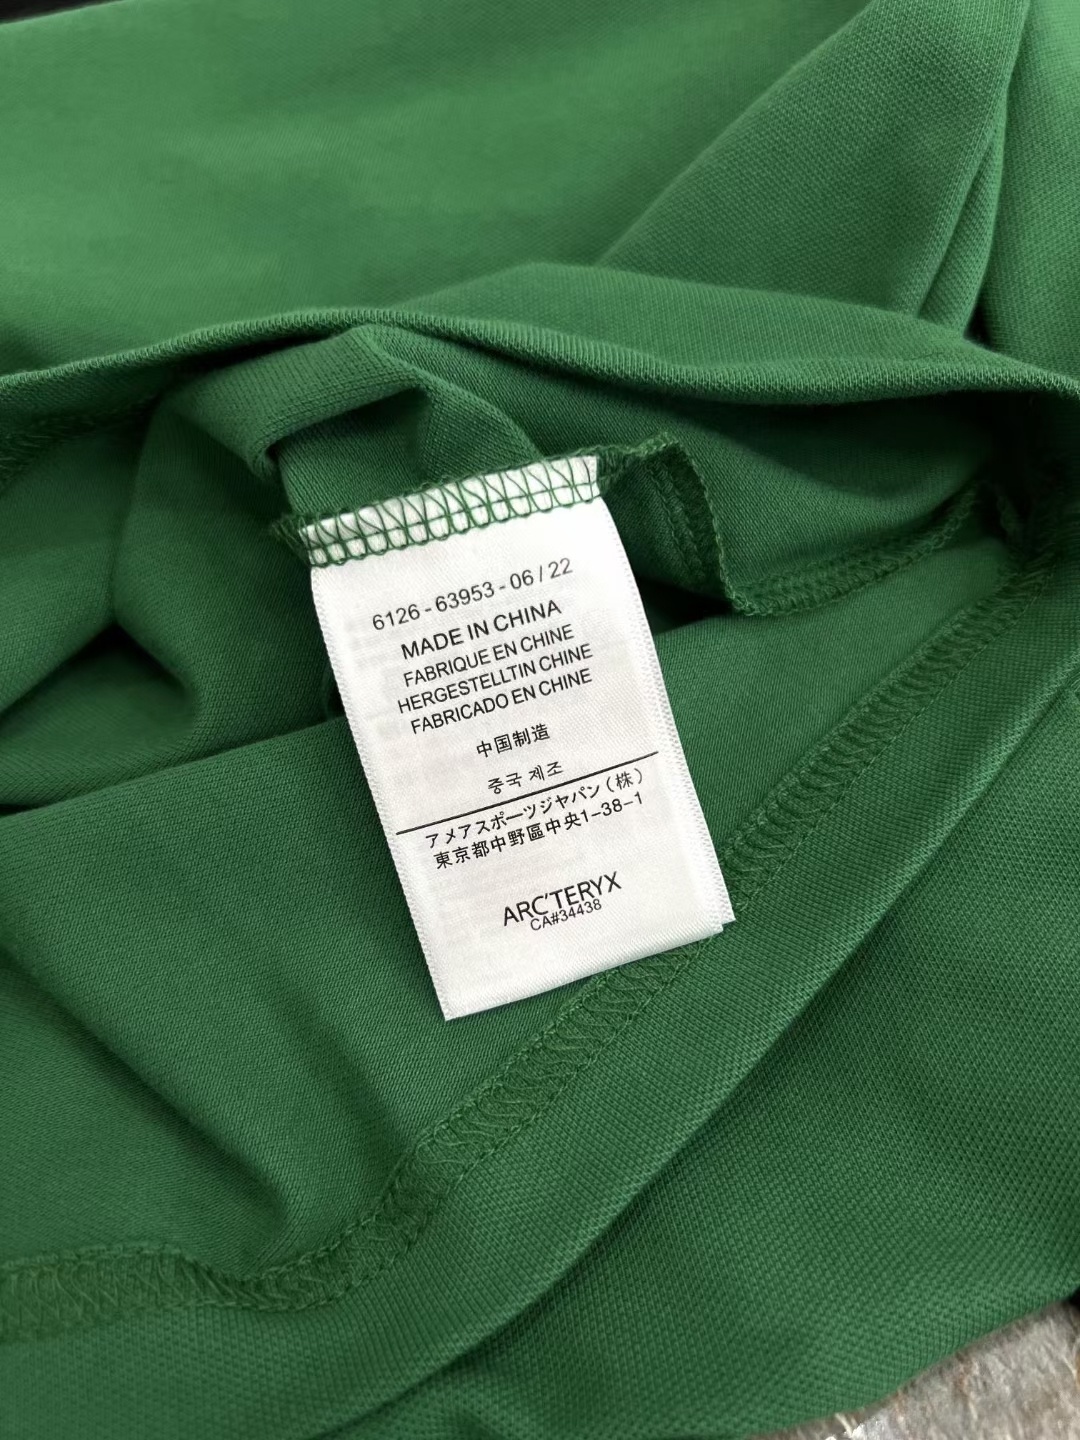 6126 - 63953 - 06 / 22
MADE IN CHINA
FABRIQUE EN CHINE
HERGESTELLTIN CHINE
FABRICADO EN CHINE
中国制造
중국 제조
アメアスポーツジャパン（株）
東京都中野區中央1-38-1
ARC'TERYX
CA#34438